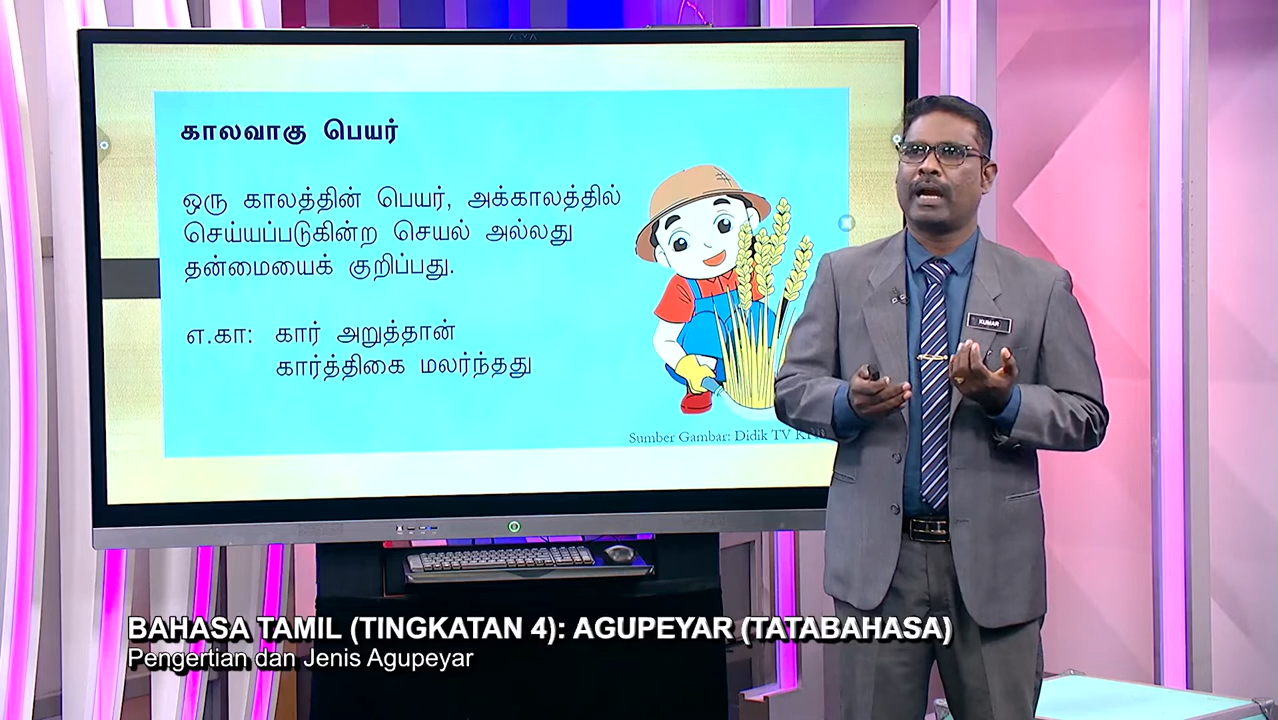 காலவாகு பெயர்
ஒரு காலத்தின் பெயர், அக்காலத்தில்
செய்யப்படுகின்ற செயல் அல்லது
தன்மையைக் குறிப்பது.
எ.கா: கார் அறுத்தான்
கார்த்திகை மலர்ந்தது
Sumber Gambar: Didik TV
KUMAR
BAHASA TAMIL (TINGKATAN 4): AGUPEYAR (TATABAHASA)
Pengertian dan Jenis Agupeyar